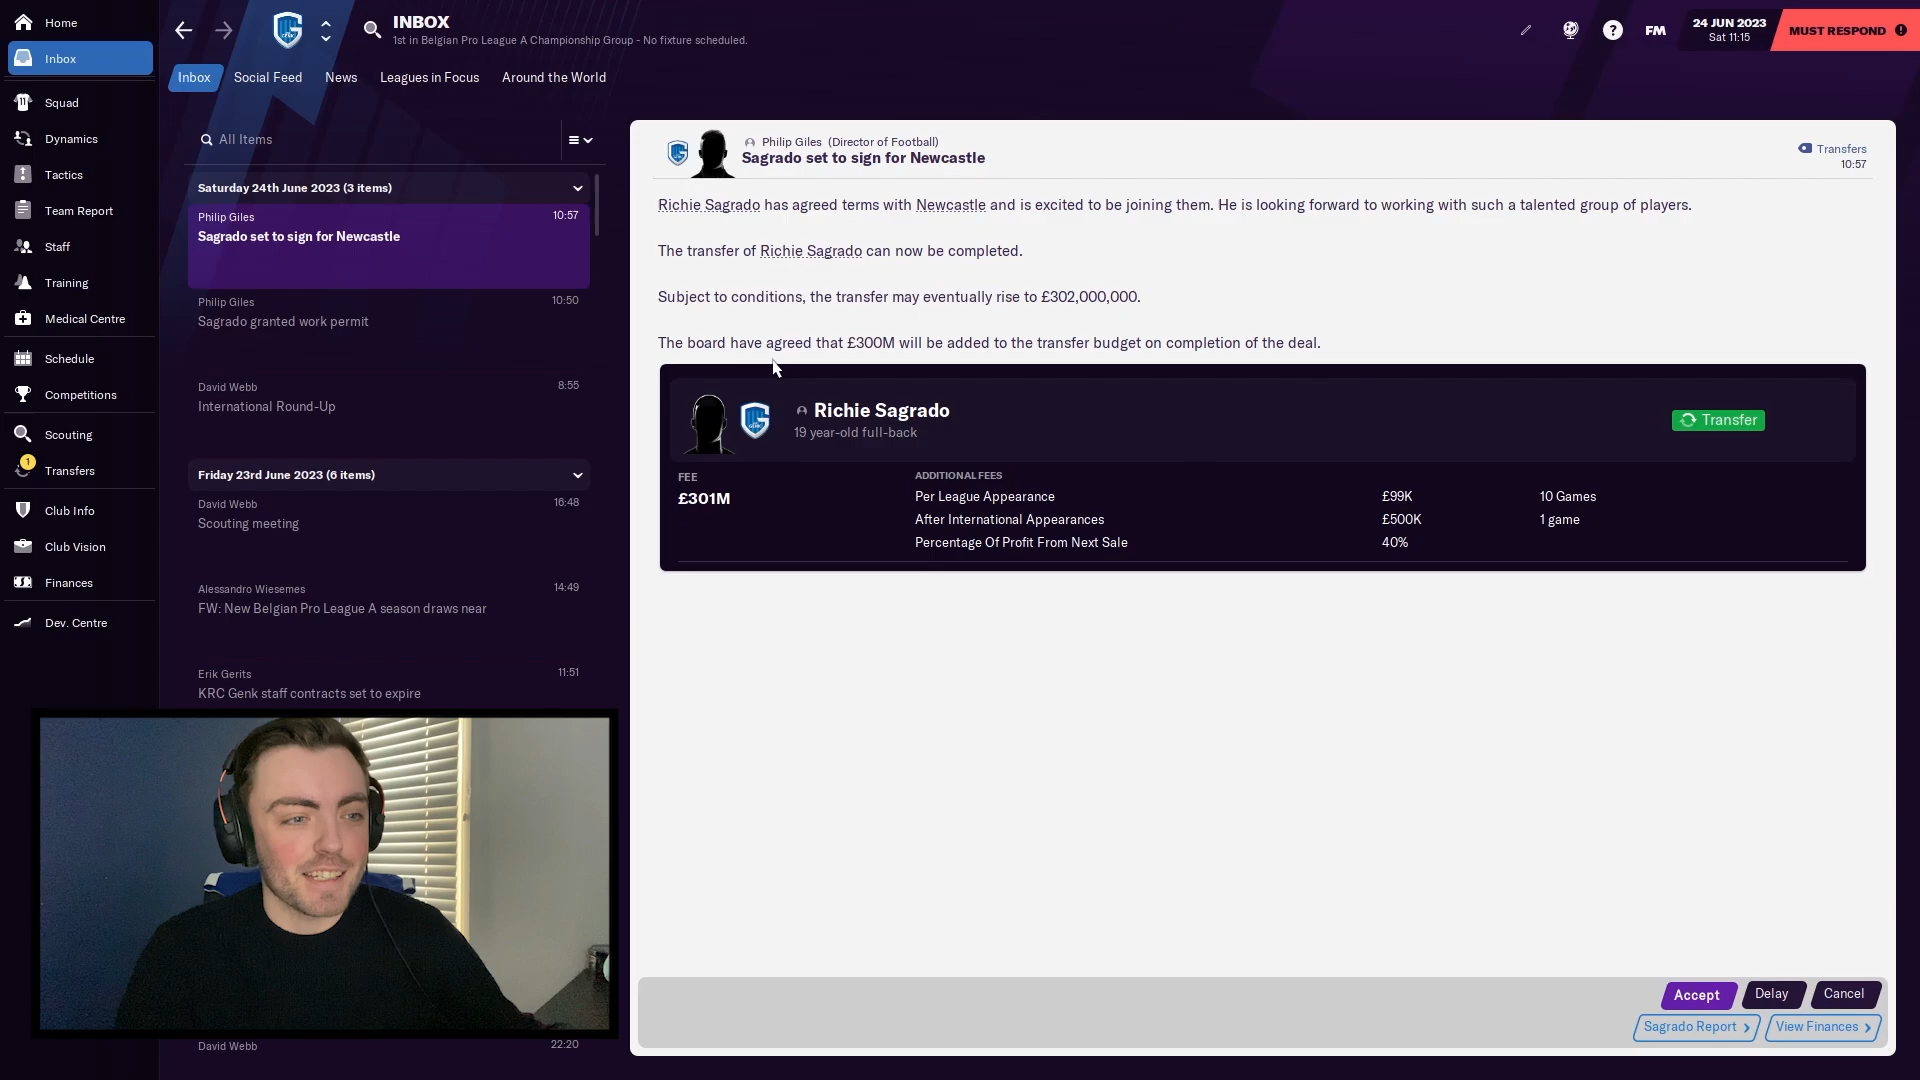 Home
Inbox
Squad
Dynamics
Tactics
Team Report
Staff
Training
Medical Centre
Schedule
Competitions
Scouting
1
Transfers
Club Info
Club Vision
Finances
Dev. Centre
INBOX
1st in Belgian Pro League A Championship Group - No fixture scheduled.
?
FM
24 JUN 2023
Sat 11:15
MUST RESPOND
Inbox
Social Feed
News
Leagues in Focus
Around the World
All Items
Saturday 24th June 2023 (3 items)
Philip Giles
10:57
Sagrado set to sign for Newcastle
Philip Giles
10:50
Sagrado granted work permit
David Webb
8:55
International Round-Up
Friday 23rd June 2023 (6 items)
David Webb
16:48
Scouting meeting
Alessandro Wiesemes
14:49
FW: New Belgian Pro League A season draws near
Erik Gerits
11:51
KRC Genk staff contracts set to expire
David Webb
22:20
Philip Giles (Director of Football)
Sagrado set to sign for Newcastle
Transfers
10:57
Richie Sagrado has agreed terms with Newcastle and is excited to be joining them. He is looking forward to working with such a talented group of players.
The transfer of Richie Sagrado can now be completed.
Subject to conditions, the transfer may eventually rise to £302,000,000.
The board have agreed that £300M will be added to the transfer budget on completion of the deal.
Richie Sagrado
19 year-old full-back
Transfer
FEE
£301M
ADDITIONAL FEES
Per League Appearance £99K 10 Games
After International Appearances £500K 1 game
Percentage Of Profit From Next Sale 40%
Accept
Delay
Cancel
Sagrado Report
View Finances